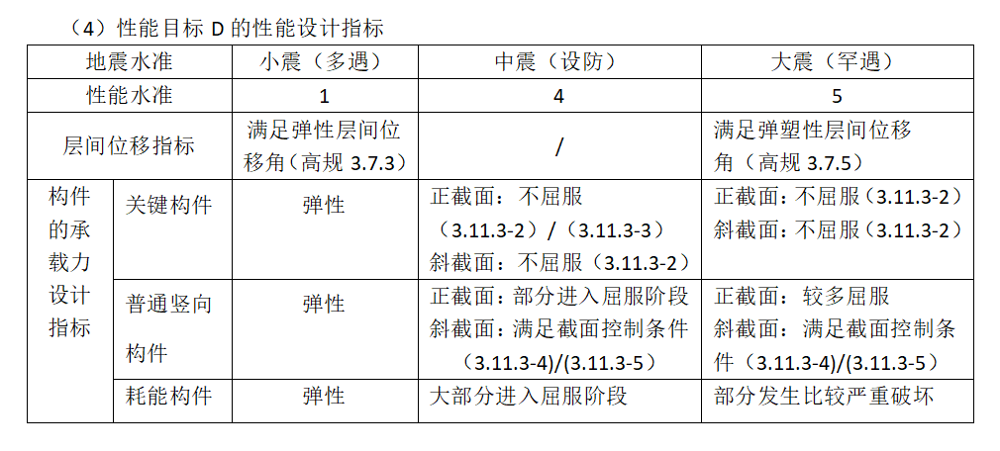 （4）性能目标 D 的性能设计指标
地震水准
小震（多遇）
中震（设防）
大震（罕遇）
性能水准
1
4
5
层间位移指标
满足弹性层间位
移角（高规 3.7.3）
/
满足弹塑性层间位移
角（高规 3.7.5）
构件
的承
载力
设计
指标
关键构件
弹性
正截面：不屈服
（3.11.3-2）/（3.11.3-3）
斜截面：不屈服（3.11.3-2）
正截面：不屈服（3.11.3-2）
斜截面：不屈服（3.11.3-2）
普通竖向
构件
弹性
正截面：部分进入屈服阶段
斜截面：满足截面控制条件
（3.11.3-4)/(3.11.3-5）
正截面：较多屈服
斜截面：满足截面控制条
件（3.11.3-4)/(3.11.3-5）
耗能构件
弹性
大部分进入屈服阶段
部分发生比较严重破坏